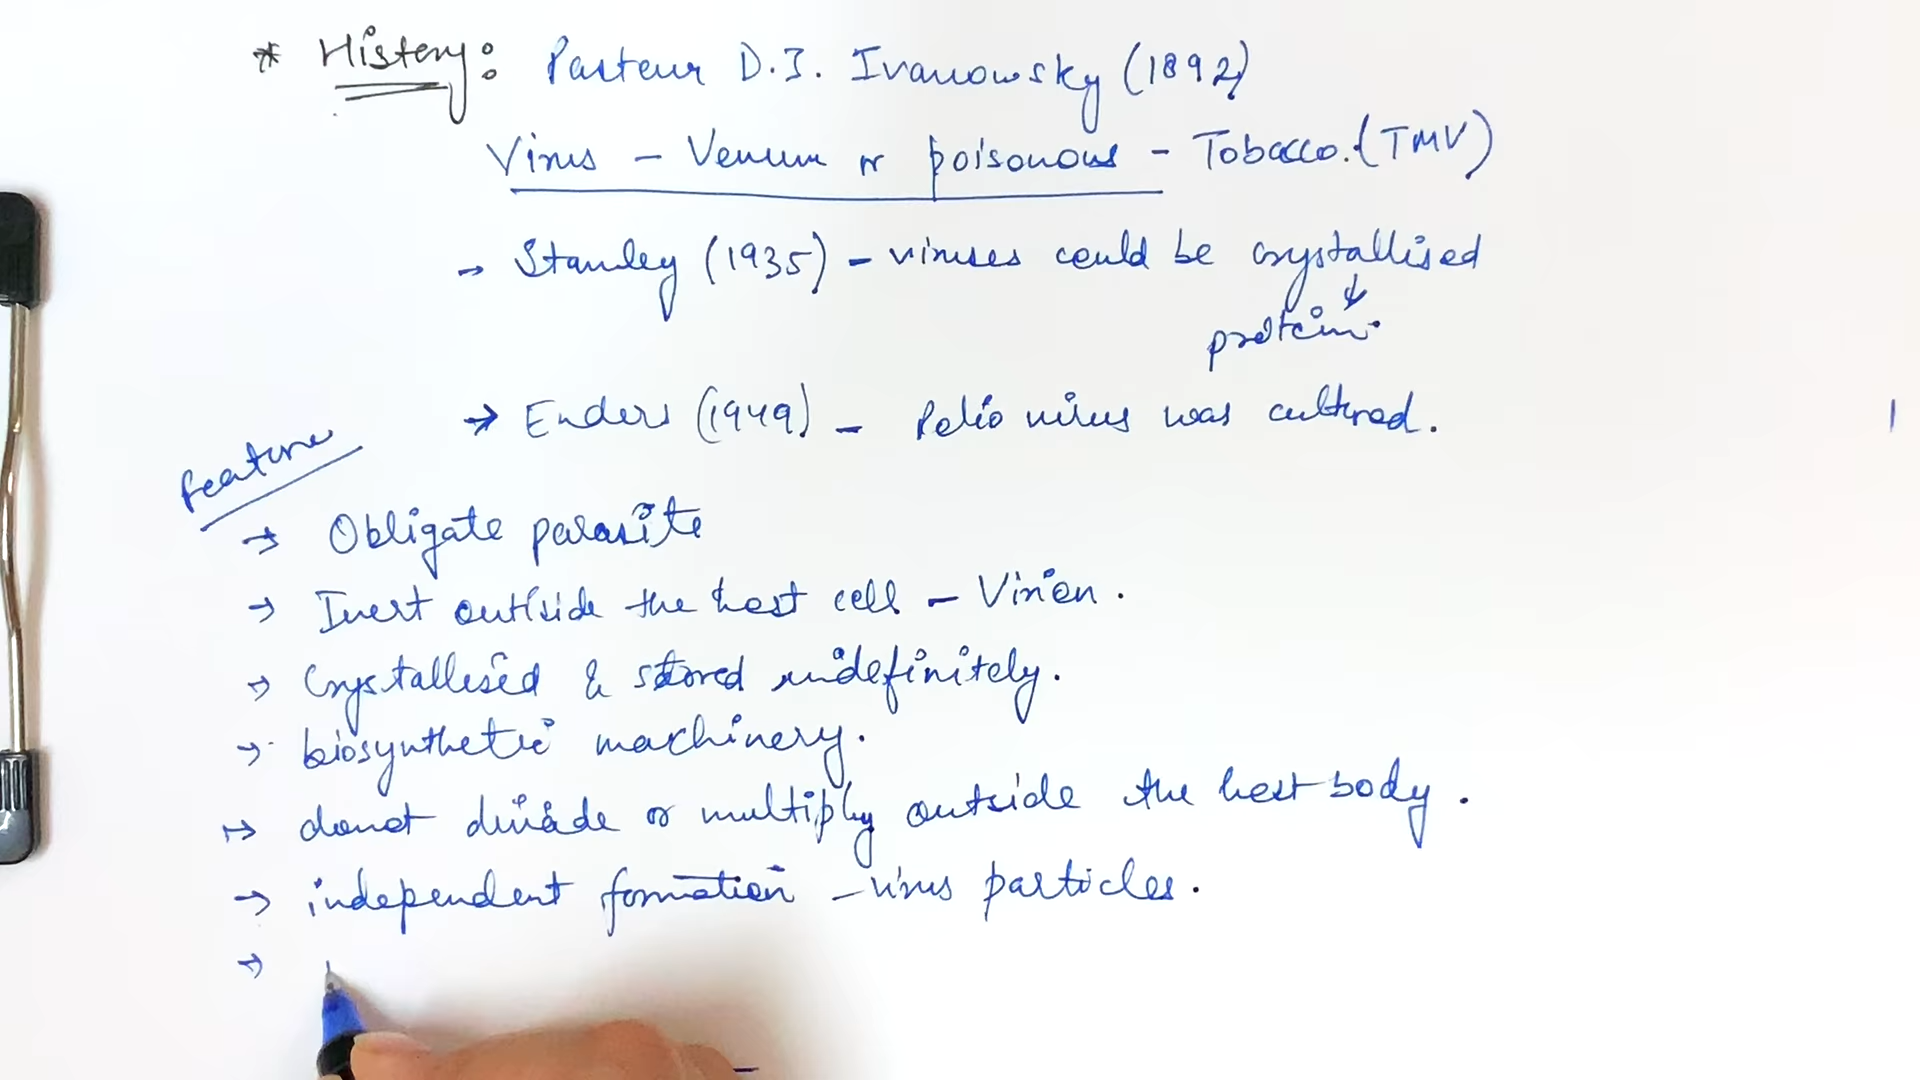 * History: Pasteur D.I. Ivanowsky (1892)
Virus – Venum or poisonous – Tobacco. (TMV)
→ Stanley (1935) – viruses could be crystallised
↓
protein.
→ Enders (1949) – Polio virus was cultured.
Feature
→ Obligate parasite
→ Inert outside the host cell – Virion.
→ Crystallised & stored indefinitely.
→ biosynthetic machinery.
→ donot divide or multiply outside the host body.
→ independent formation – virus particles.
→